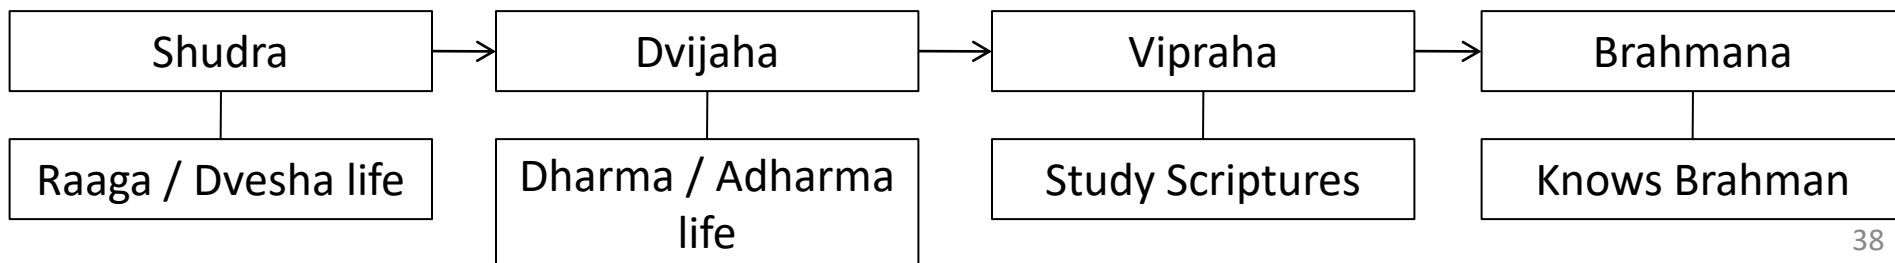 Shudra
Dvijaha
Vipraha
Brahmana
Raaga / Dvesha life
Dharma / Adharma
life
Study Scriptures
Knows Brahman
38